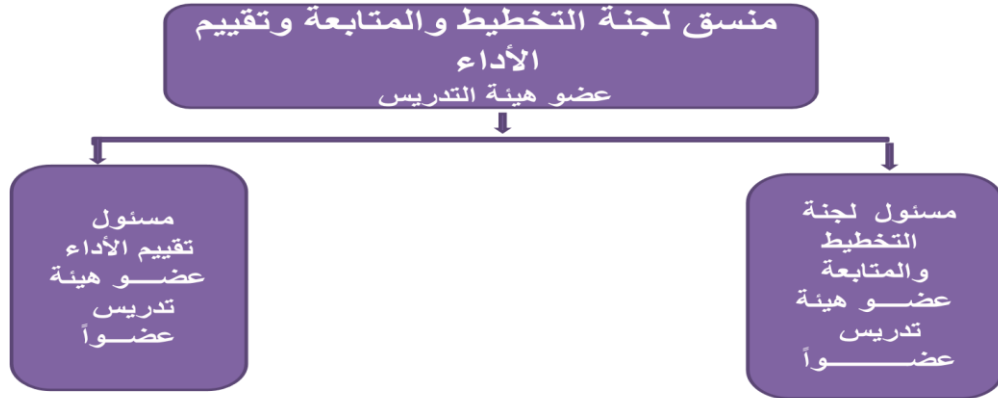 منسق لجنة التخطيط والمتابعة وتقييم
الأداء
عضو هيئة التدريس
مسئول لجنة
التخطيط
والمتابعة
عضـــو هيئة
تدريس
عضـــــــــواً
مسئول
تقييم الأداء
عضـــو هيئة
تدريس
عضـــواً